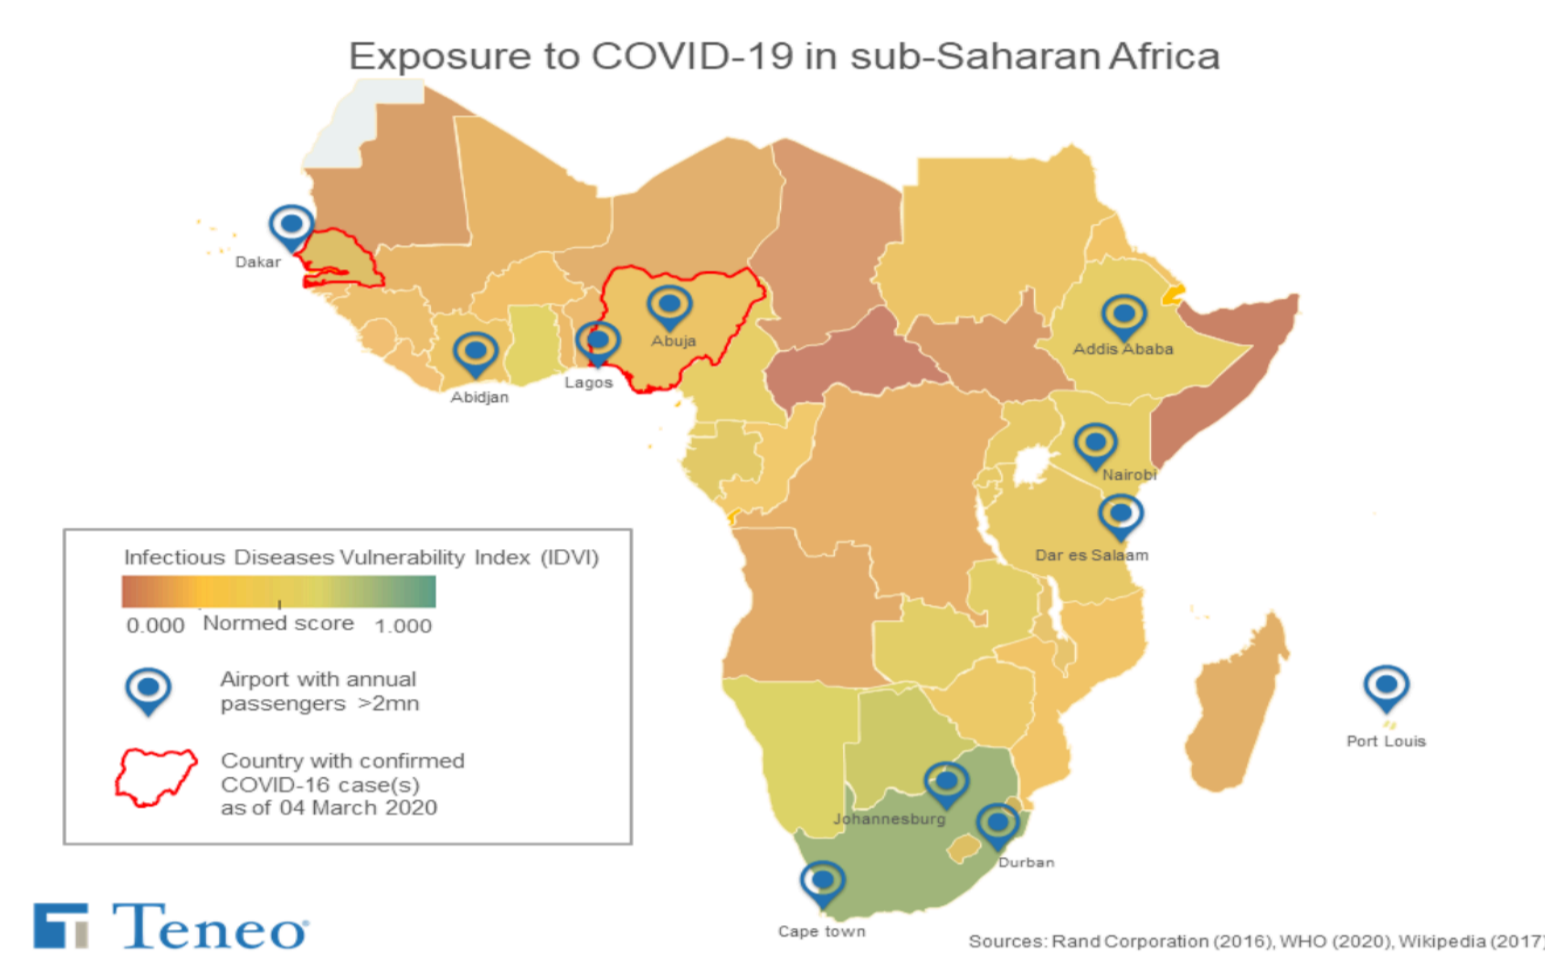 Exposure to COVID-19 in sub-Saharan Africa
Dakar
Abidjan
Lagos
Abuja
Addis Ababa
Nairobi
Dar es Salaam
Port Louis
Johannesburg
Durban
Cape town
Infectious Diseases Vulnerability Index (IDVI)
0.000 Normed score 1.000
Airport with annual
passengers >2mn
Country with confirmed
COVID-16 case(s)
as of 04 March 2020
Teneo
Sources: Rand Corporation (2016), WHO (2020), Wikipedia (2017)